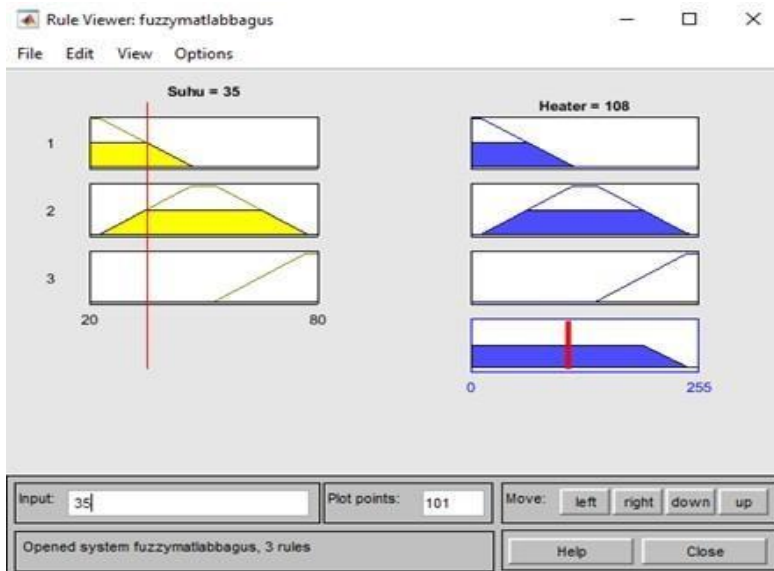 Rule Viewer: fuzzymatlabbagus
File Edit View Options
Suhu = 35
Heater = 108
1
2
3
20 80
0 255
Input: 35
Plot points: 101
Move: left right down up
Opened system fuzzymatlabbagus, 3 rules
Help Close